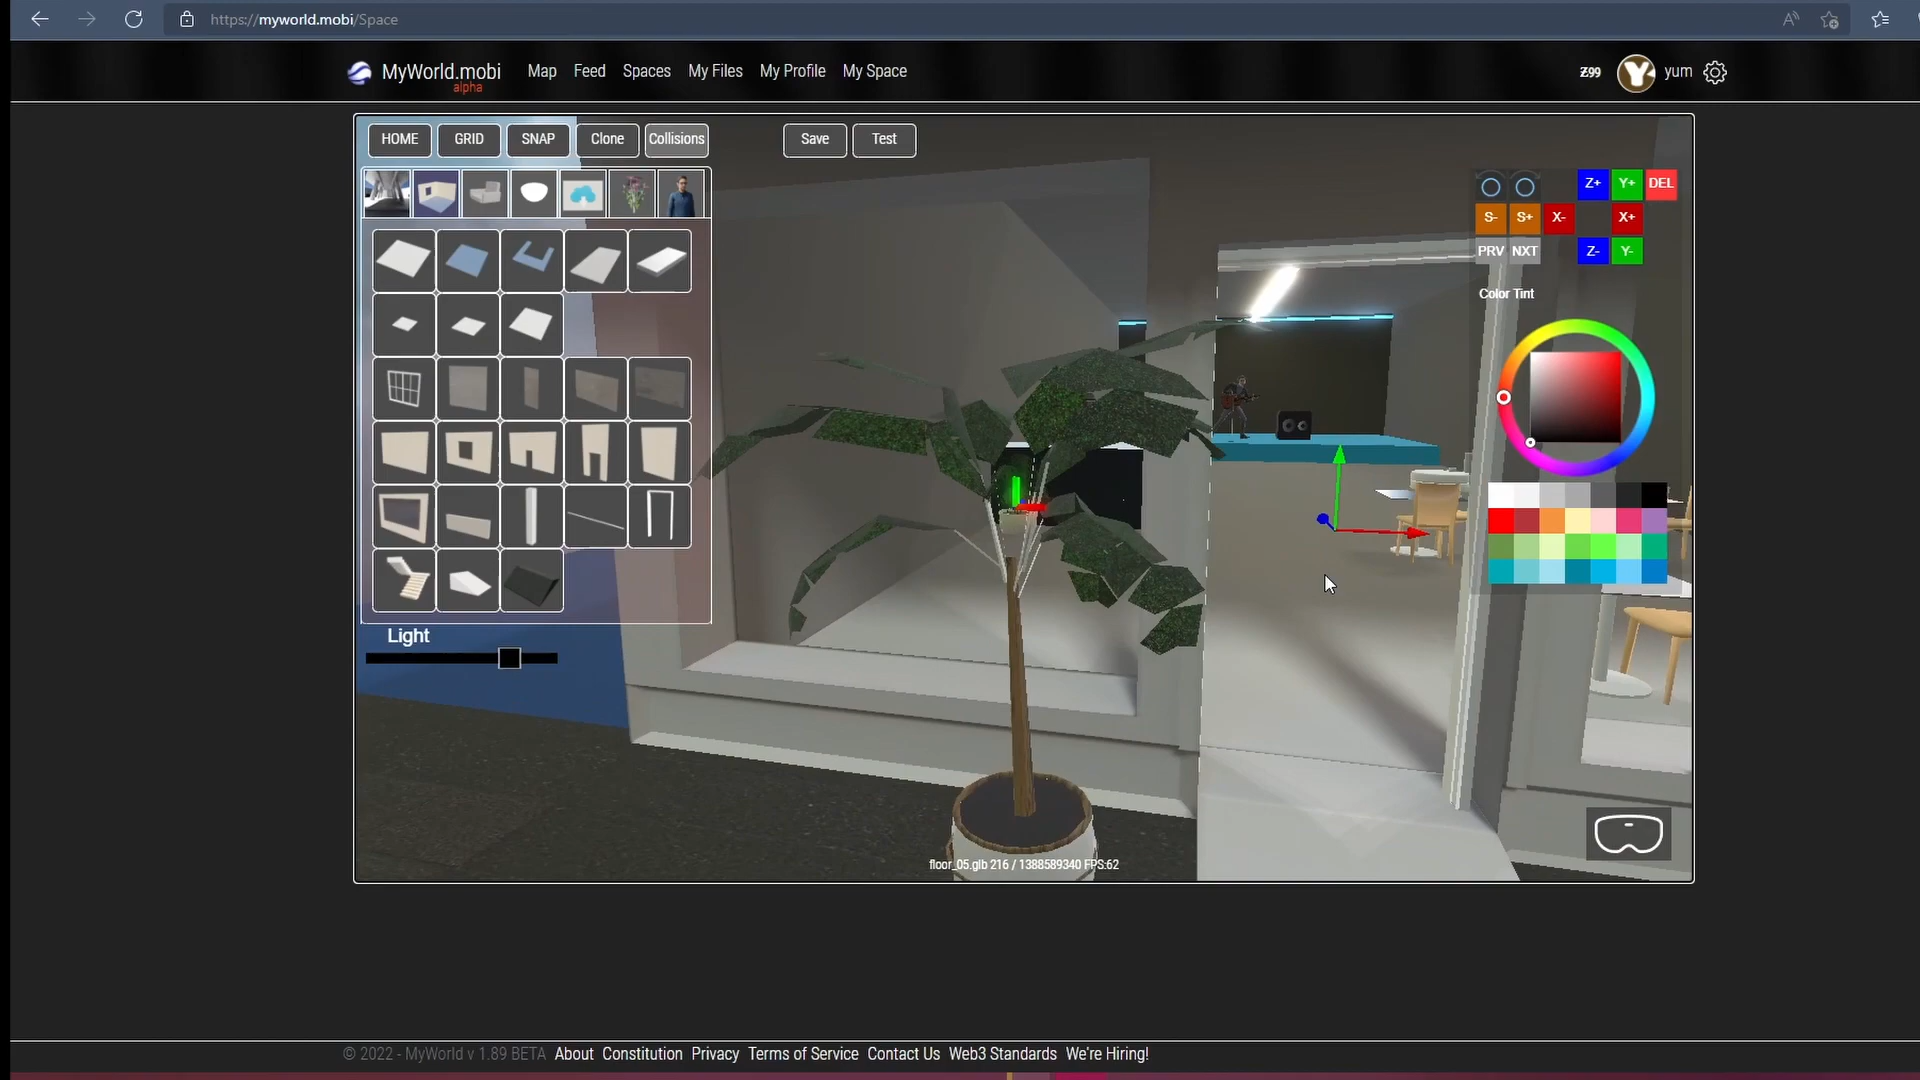 https://myworld.mobi/Space
MyWorld.mobi
alpha
Map Feed Spaces My Files My Profile My Space
Ƶ99 yum
HOME GRID SNAP Clone Collisions Save Test
Z+ Y+ DEL
S- S+ X- X+
PRV NXT Z- Y-
Color Tint
Light
floor_05.glb 216 / 1388589340 FPS:62
© 2022 - MyWorld v 1.89 BETA About Constitution Privacy Terms of Service Contact Us Web3 Standards We're Hiring!